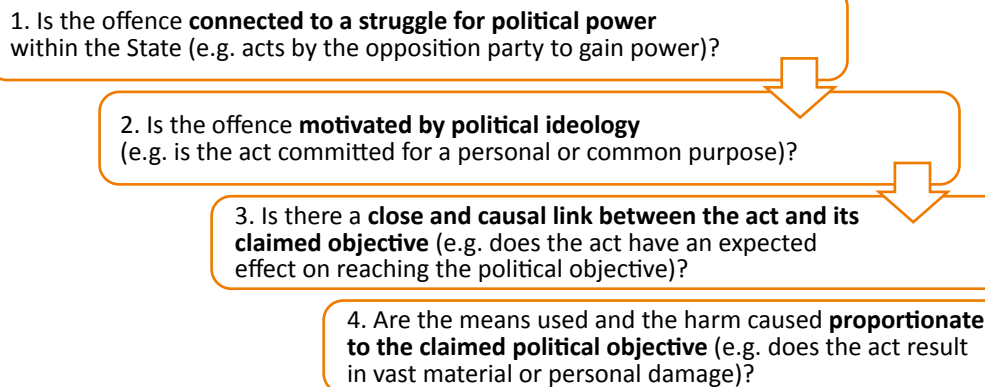 1. Is the offence connected to a struggle for political power
within the State (e.g. acts by the opposition party to gain power)?
2. Is the offence motivated by political ideology
(e.g. is the act committed for a personal or common purpose)?
3. Is there a close and causal link between the act and its
claimed objective (e.g. does the act have an expected
effect on reaching the political objective)?
4. Are the means used and the harm caused proportionate
to the claimed political objective (e.g. does the act result
in vast material or personal damage)?